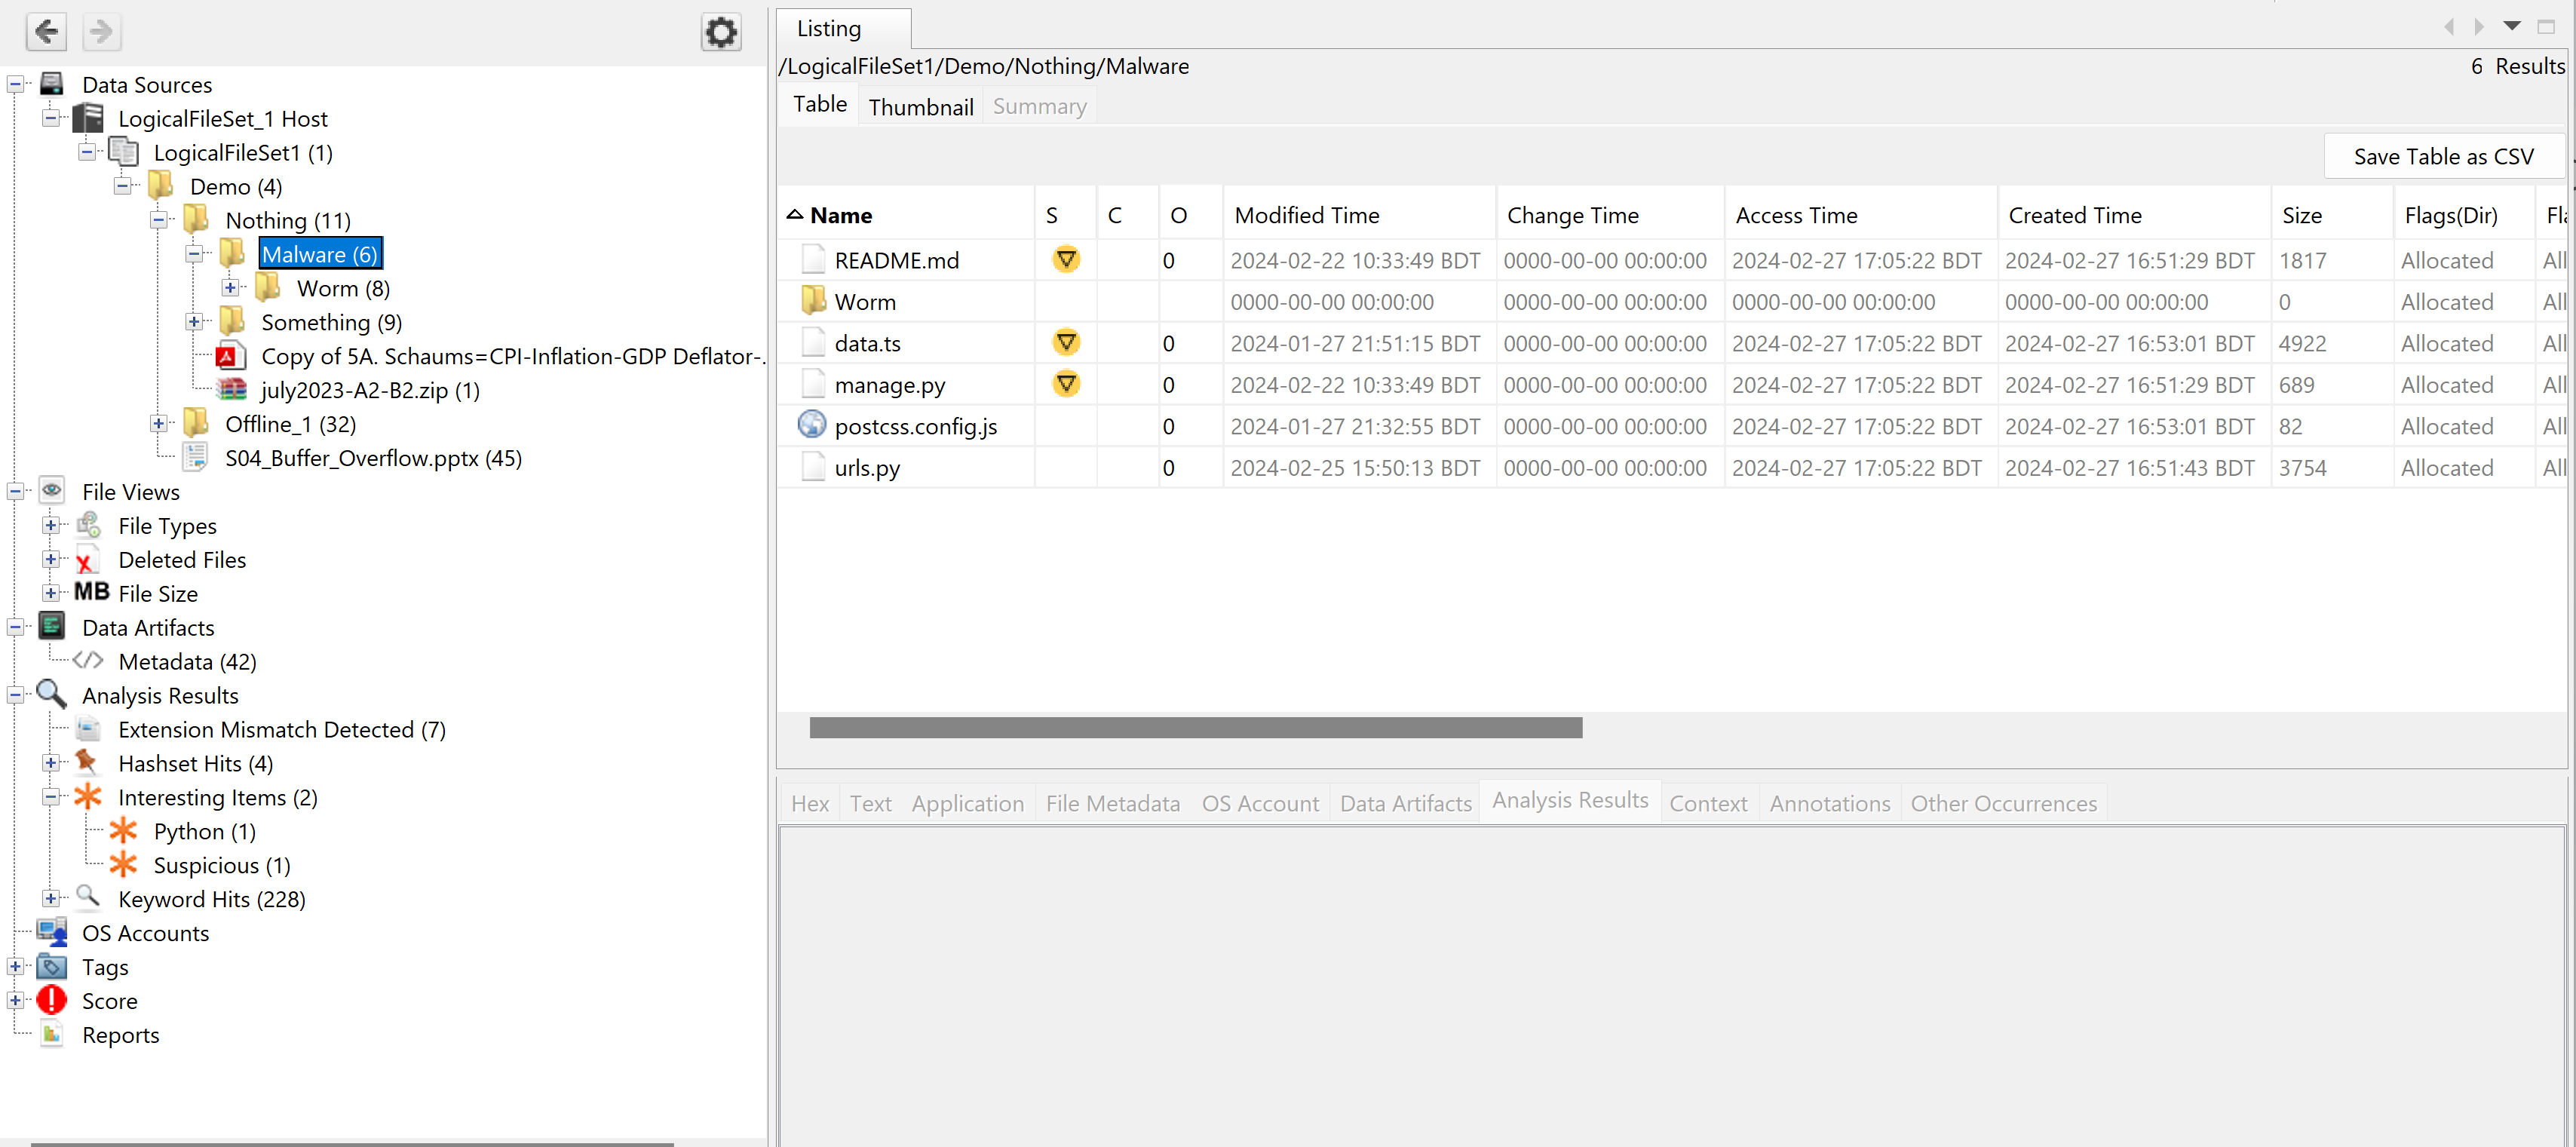 Data Sources
LogicalFileSet_1 Host
LogicalFileSet1 (1)
Demo (4)
Nothing (11)
Malware (6)
Worm (8)
Something (9)
Copy of 5A. Schaums=CPI-Inflation-GDP Deflator-.
july2023-A2-B2.zip (1)
Offline_1 (32)
S04_Buffer_Overflow.pptx (45)
File Views
File Types
Deleted Files
MB File Size
Data Artifacts
Metadata (42)
Analysis Results
Extension Mismatch Detected (7)
Hashset Hits (4)
Interesting Items (2)
Python (1)
Suspicious (1)
Keyword Hits (228)
OS Accounts
Tags
Score
Reports
Listing
/LogicalFileSet1/Demo/Nothing/Malware 6 Results
Table Thumbnail Summary
Save Table as CSV
Name S C O Modified Time Change Time Access Time Created Time Size Flags(Dir)
README.md 0 2024-02-22 10:33:49 BDT 0000-00-00 00:00:00 2024-02-27 17:05:22 BDT 2024-02-27 16:51:29 BDT 1817 Allocated All
Worm 0000-00-00 00:00:00 0000-00-00 00:00:00 0000-00-00 00:00:00 0000-00-00 00:00:00 0 Allocated All
data.ts 0 2024-01-27 21:51:15 BDT 0000-00-00 00:00:00 2024-02-27 17:05:22 BDT 2024-02-27 16:53:01 BDT 4922 Allocated All
manage.py 0 2024-02-22 10:33:49 BDT 0000-00-00 00:00:00 2024-02-27 17:05:22 BDT 2024-02-27 16:51:29 BDT 689 Allocated All
postcss.config.js 0 2024-01-27 21:32:55 BDT 0000-00-00 00:00:00 2024-02-27 17:05:22 BDT 2024-02-27 16:53:01 BDT 82 Allocated All
urls.py 0 2024-02-25 15:50:13 BDT 0000-00-00 00:00:00 2024-02-27 17:05:22 BDT 2024-02-27 16:51:43 BDT 3754 Allocated All
Hex Text Application File Metadata OS Account Data Artifacts Analysis Results Context Annotations Other Occurrences